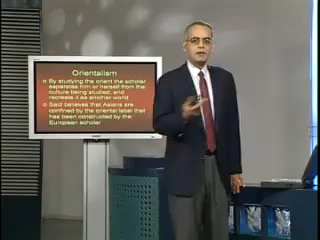 Orientalism
By studying the orient the scholar
separates him or herself from the
culture being studied, and
recreate it as another world
Said believes that Asians are
confined by the oriental label that
has been constructed by the
European scholar